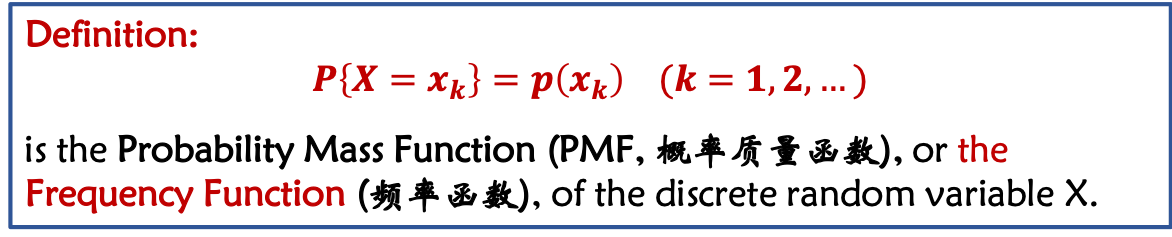 Definition:
P{X = x_k} = p(x_k) (k = 1, 2, … )
is the Probability Mass Function (PMF, 概率质量函数), or the
Frequency Function (频率函数), of the discrete random variable X.